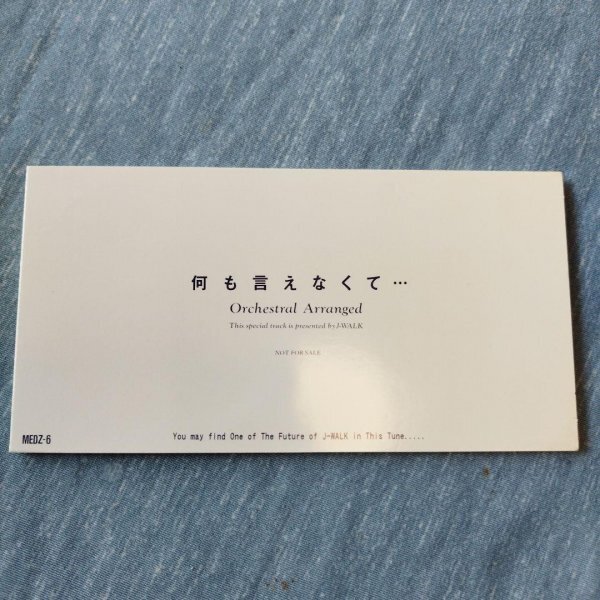 何も言えなくて…
Orchestral Arranged
This special track is presented by J-WALK
NOT FOR SALE
You may find One of The Future of J-WALK in This Tune.....
MEDZ-6